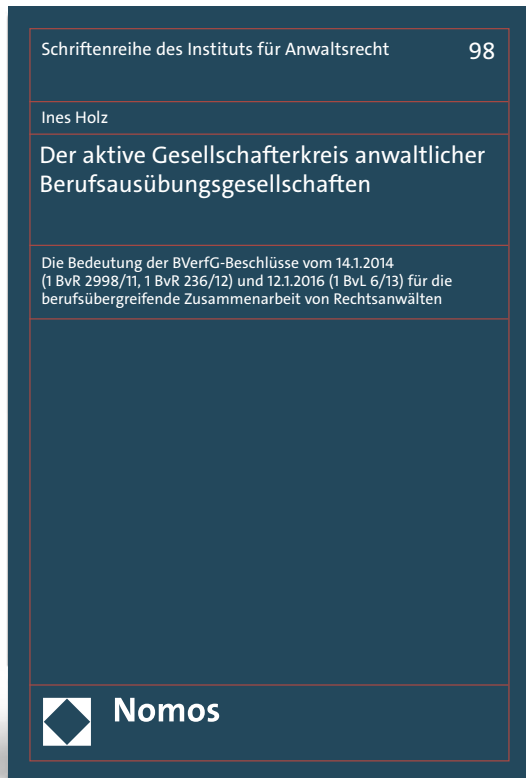 Schriftenreihe des Instituts für Anwaltsrecht 98
Ines Holz
Der aktive Gesellschafterkreis anwaltlicher
Berufsausübungsgesellschaften
Die Bedeutung der BVerfG-Beschlüsse vom 14.1.2014
(1 BvR 2998/11, 1 BvR 236/12) und 12.1.2016 (1 BvL 6/13) für die
berufsübergreifende Zusammenarbeit von Rechtsanwälten
Nomos